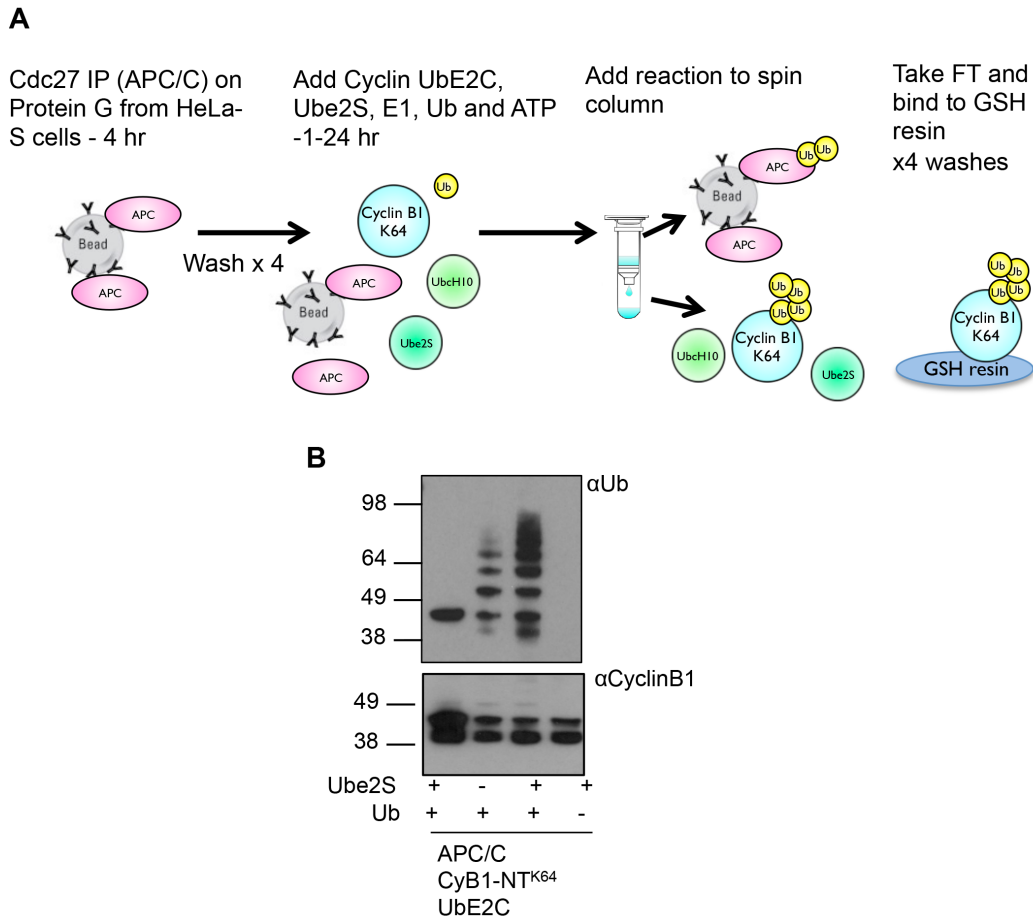 A
Cdc27 IP (APC/C) on
Protein G from HeLa-
S cells - 4 hr
Add Cyclin UbE2C,
Ube2S, E1, Ub and ATP
-1-24 hr
Add reaction to spin
column
Take FT and
bind to GSH
resin
x4 washes
APC
Bead
APC
Wash x 4
Ub
Cyclin B1
K64
APC
UbcH10
Bead
Ube2S
APC
Ub Ub
APC
Bead
APC
Ub Ub
Ub Ub
UbcH10
Cyclin B1
K64
Ube2S
Ub Ub
Ub Ub
Cyclin B1
K64
GSH resin
B
αUb
98
64
49
38
αCyclinB1
49
38
Ube2S + - + +
Ub + + + -
APC/C
CyB1-NTK64
UbE2C